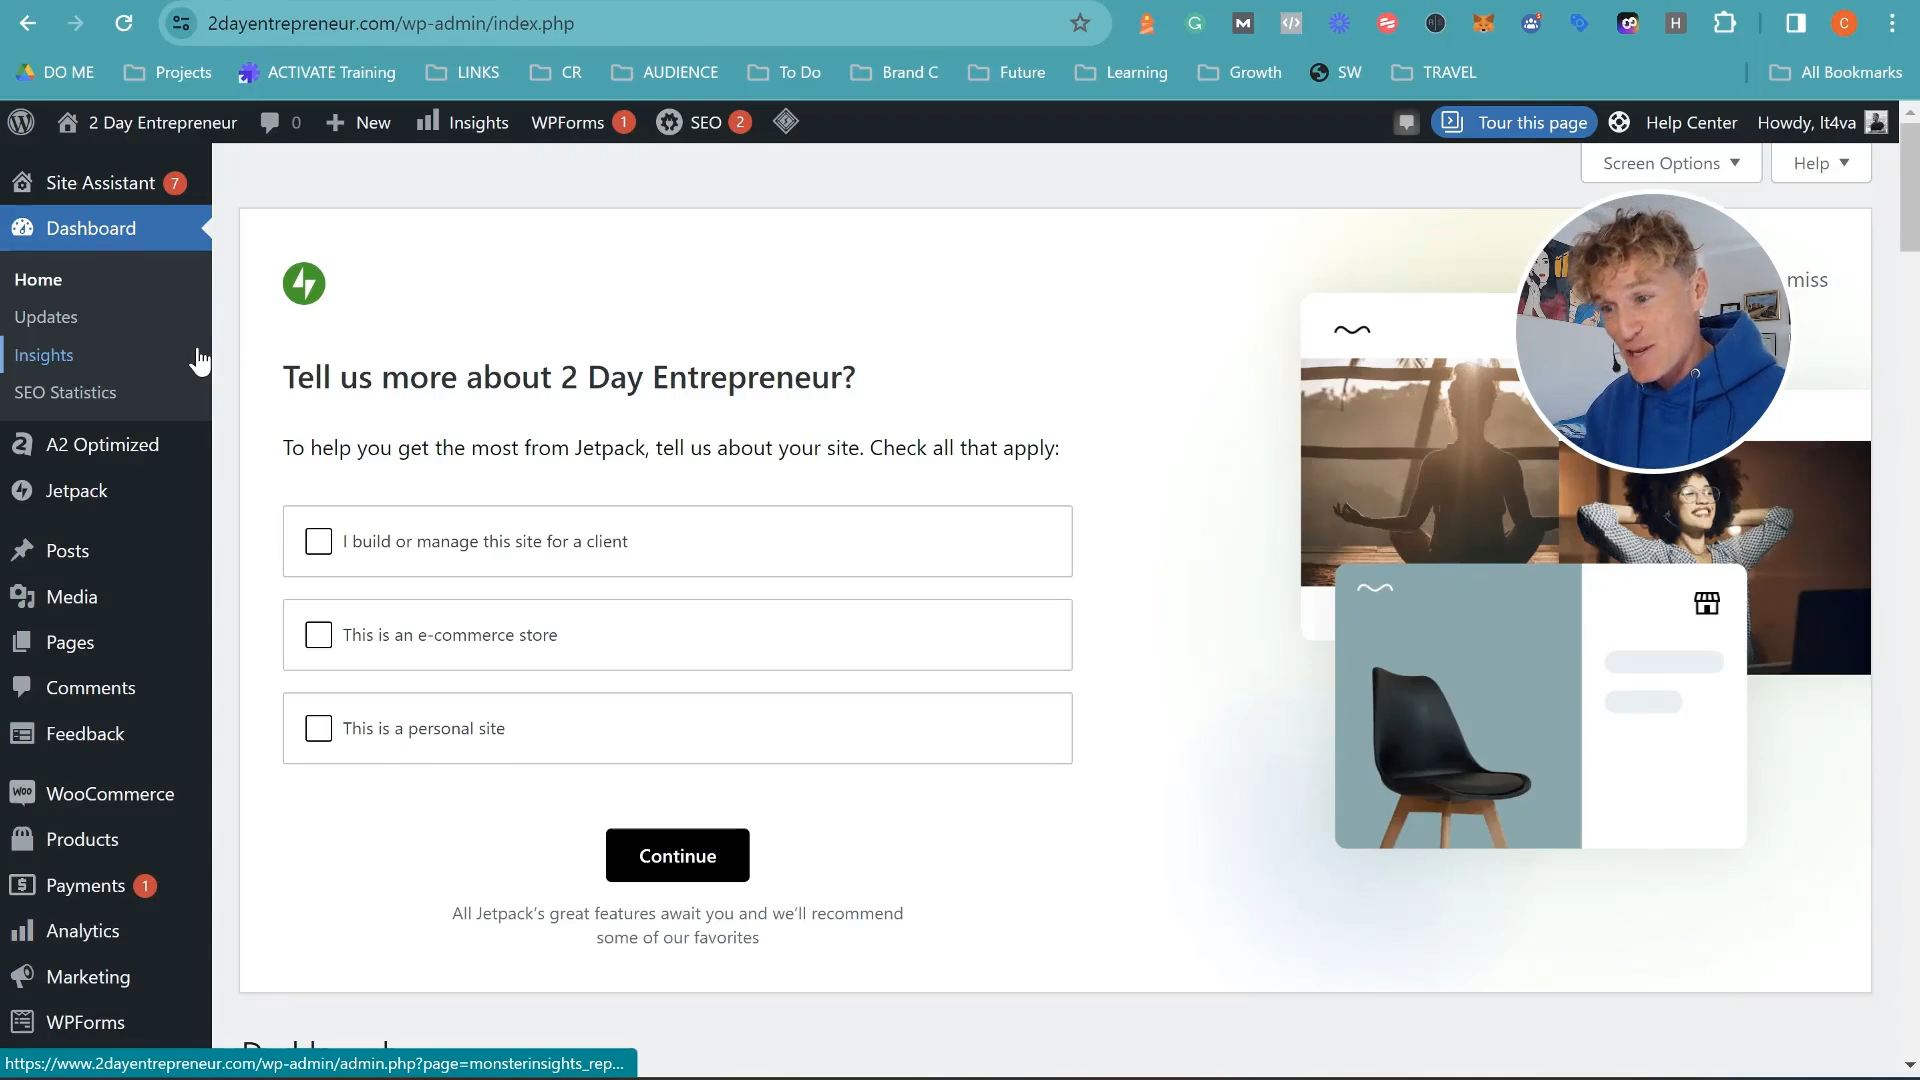 2dayentrepreneur.com/wp-admin/index.php
DO ME
Projects
ACTIVATE Training
LINKS
CR
AUDIENCE
To Do
Brand C
Future
Learning
Growth
SW
TRAVEL
All Bookmarks
2 Day Entrepreneur
0
New
Insights
WPForms 1
SEO 2
Tour this page
Help Center
Howdy, lt4va
Screen Options
Help
Site Assistant 7
Dashboard
Home
Updates
Insights
SEO Statistics
A2 Optimized
Jetpack
Posts
Media
Pages
Comments
Feedback
WooCommerce
Products
Payments 1
Analytics
Marketing
WPForms
miss
Tell us more about 2 Day Entrepreneur?
To help you get the most from Jetpack, tell us about your site. Check all that apply:
I build or manage this site for a client
This is an e-commerce store
This is a personal site
Continue
All Jetpack's great features await you and we'll recommend
some of our favorites
https://www.2dayentrepreneur.com/wp-admin/admin.php?page=monsterinsights_rep...